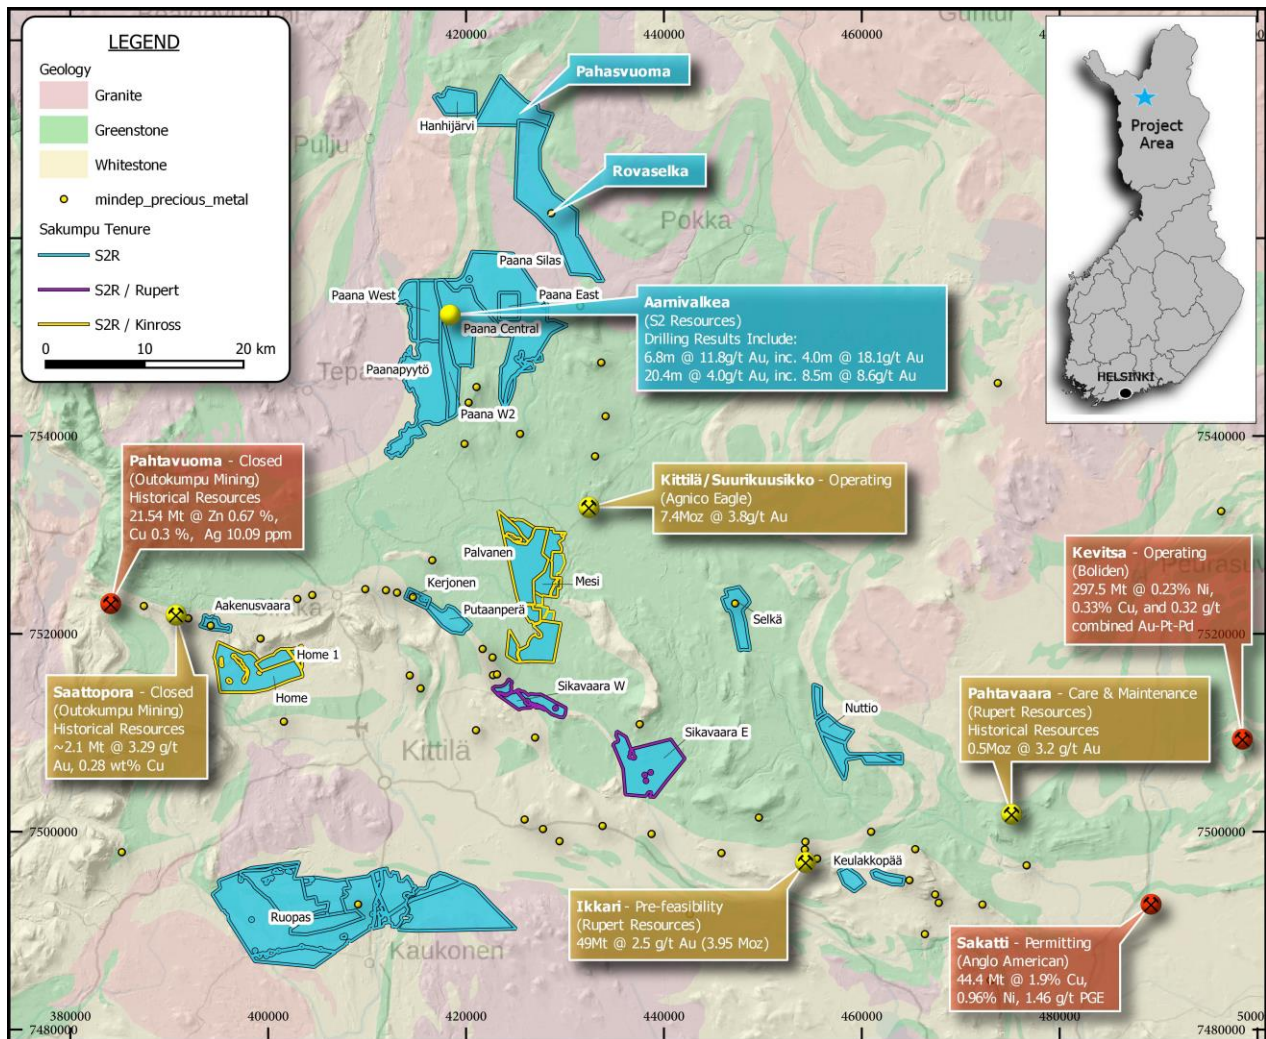 LEGEND
Geology
Granite
Greenstone
Whitestone
mindep_precious_metal
Sakumpu Tenure
S2R
S2R / Rupert
S2R / Kinross
0 10 20 km
420000
440000
460000
Pulju
Pokka
Kittilä
Kaukonen
Project
Area
HELSINKI
Pahasvuoma
Hanhijärvi
Rovaselka
Paana Silas
Paana West
Paana East
Paana Central
Paanapyytö
Paana W2
Aarnivalkea
(S2 Resources)
Drilling Results Include:
6.8m @ 11.8g/t Au, inc. 4.0m @ 18.1g/t Au
20.4m @ 4.0g/t Au, inc. 8.5m @ 8.6g/t Au
7540000
7540000
Pahtavuoma - Closed
(Outokumpu Mining)
Historical Resources
21.54 Mt @ Zn 0.67 %,
Cu 0.3 %, Ag 10.09 ppm
Kittilä/Suurikuusikko - Operating
(Agnico Eagle)
7.4Moz @ 3.8g/t Au
Kevitsa - Operating
(Boliden)
297.5 Mt @ 0.23% Ni,
0.33% Cu, and 0.32 g/t
combined Au-Pt-Pd
Palvanen
Mesi
Kerjonen
Putaanperä
Aakenusvaara
Selkä
7520000
7520000
Home 1
Home
Saattopora - Closed
(Outokumpu Mining)
Historical Resources
~2.1 Mt @ 3.29 g/t
Au, 0.28 wt% Cu
Sikavaara W
Sikavaara E
Nuttio
Pahtavaara - Care & Maintenance
(Rupert Resources)
Historical Resources
0.5Moz @ 3.2 g/t Au
7500000
7500000
Keulakkopää
Ruopas
Ikkari - Pre-feasibility
(Rupert Resources)
49Mt @ 2.5 g/t Au (3.95 Moz)
Sakatti - Permitting
(Anglo American)
44.4 Mt @ 1.9% Cu,
0.96% Ni, 1.46 g/t PGE
380000
400000
420000
440000
460000
480000
7480000
7480000